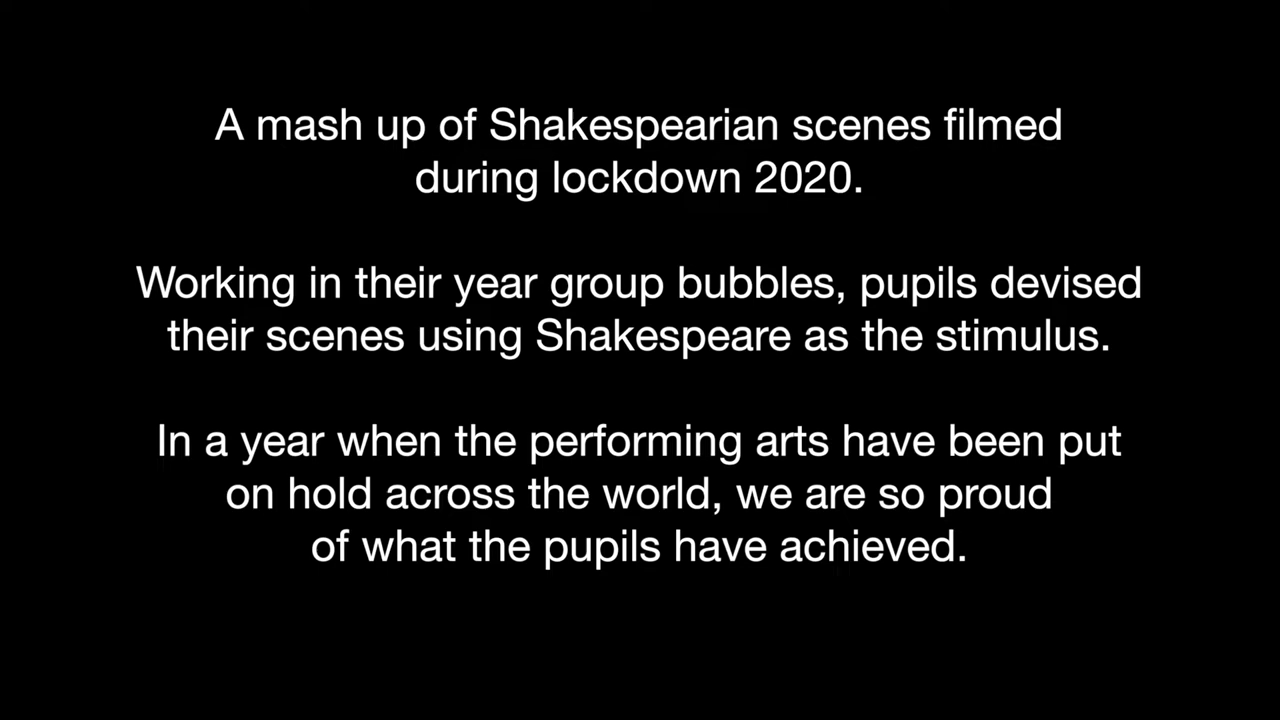 A mash up of Shakespearian scenes filmed
during lockdown 2020.
Working in their year group bubbles, pupils devised
their scenes using Shakespeare as the stimulus.
In a year when the performing arts have been put
on hold across the world, we are so proud
of what the pupils have achieved.